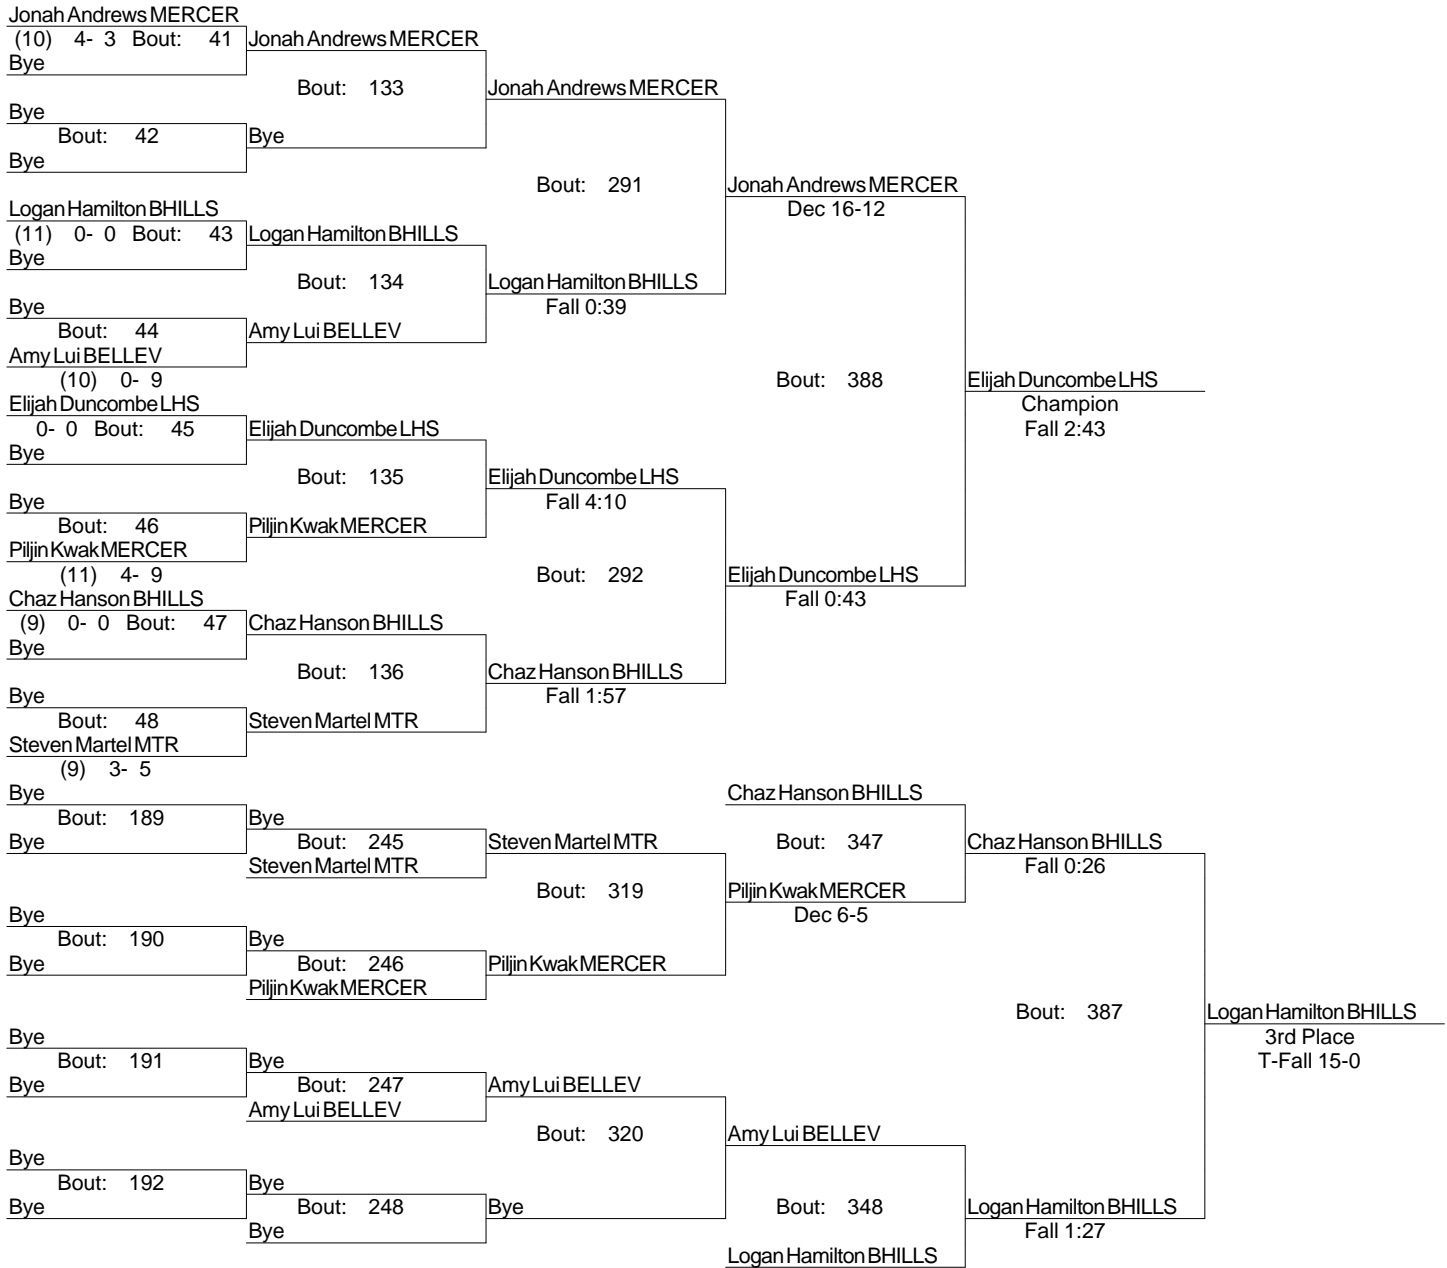 Jonah Andrews MERCER
(10) 4- 3 Bout: 41 Jonah Andrews MERCER
Bye
Bout: 133 Jonah Andrews MERCER
Bye
Bout: 42 Bye
Bye
Bout: 291 Jonah Andrews MERCER
Dec 16-12
Logan Hamilton BHILLS
(11) 0- 0 Bout: 43 Logan Hamilton BHILLS
Bye
Bout: 134 Logan Hamilton BHILLS
Bye Fall 0:39
Bout: 44 Amy Lui BELLEV
Amy Lui BELLEV
(10) 0- 9 Bout: 388 Elijah Duncombe LHS
Elijah Duncombe LHS Champion
0- 0 Bout: 45 Elijah Duncombe LHS Fall 2:43
Bye
Bout: 135 Elijah Duncombe LHS
Bye Fall 4:10
Bout: 46 Piljin Kwak MERCER
Piljin Kwak MERCER
(11) 4- 9 Bout: 292 Elijah Duncombe LHS
Chaz Hanson BHILLS Fall 0:43
(9) 0- 0 Bout: 47 Chaz Hanson BHILLS
Bye
Bout: 136 Chaz Hanson BHILLS
Bye Fall 1:57
Bout: 48 Steven Martel MTR
Steven Martel MTR
(9) 3- 5
Bye Chaz Hanson BHILLS
Bout: 189 Bye
Bye Bout: 245 Steven Martel MTR Bout: 347 Chaz Hanson BHILLS
Steven Martel MTR Fall 0:26
Bout: 319 Piljin Kwak MERCER
Bye Dec 6-5
Bout: 190 Bye
Bye Bout: 246 Piljin Kwak MERCER
Piljin Kwak MERCER
Bout: 387 Logan Hamilton BHILLS
Bye 3rd Place
Bout: 191 Bye T-Fall 15-0
Bye Bout: 247 Amy Lui BELLEV
Amy Lui BELLEV
Bout: 320 Amy Lui BELLEV
Bye
Bout: 192 Bye
Bye Bout: 248 Bye Bout: 348 Logan Hamilton BHILLS
Bye Fall 1:27
Logan Hamilton BHILLS